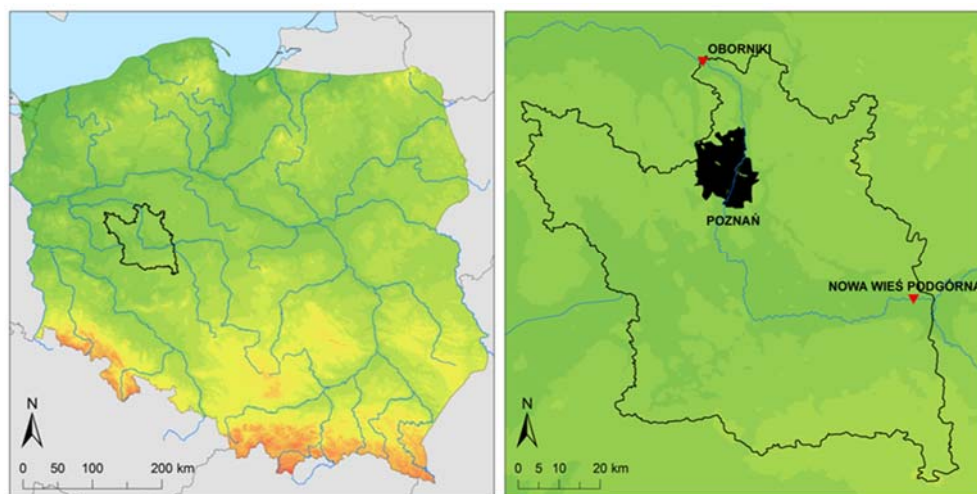 N
0 50 100 200 km
OBORNIKI
POZNAŃ
NOWA WIEŚ PODGÓRNA
N
0 5 10 20 km